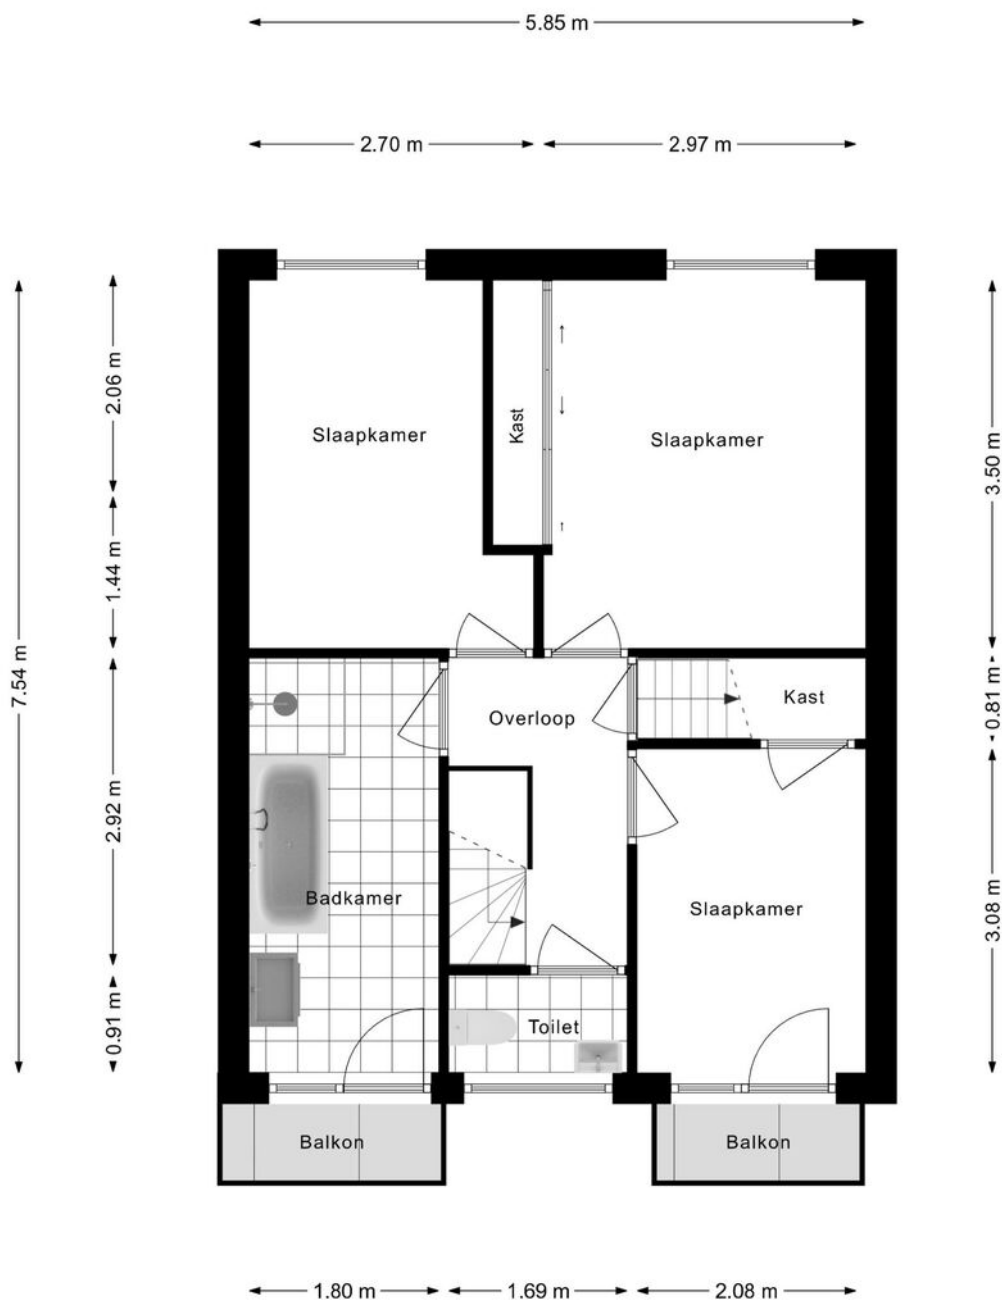 5.85 m
2.70 m
2.97 m
7.54 m
2.06 m
1.44 m
2.92 m
0.91 m
3.50 m
0.81 m
3.08 m
Slaapkamer
Kast
Slaapkamer
Overloop
Kast
Badkamer
Slaapkamer
Toilet
Balkon
Balkon
1.80 m
1.69 m
2.08 m